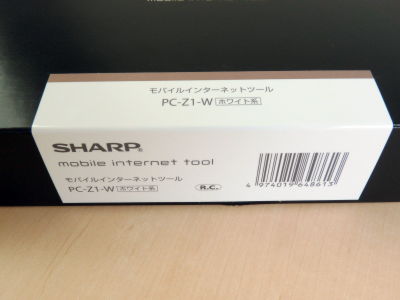 モバイルインターネットツール
PC-Z1-W ホワイト系
SHARP®
mobile internet tool
モバイルインターネットツール
PC-Z1-W ホワイト系
R.C.
4 974019 648613